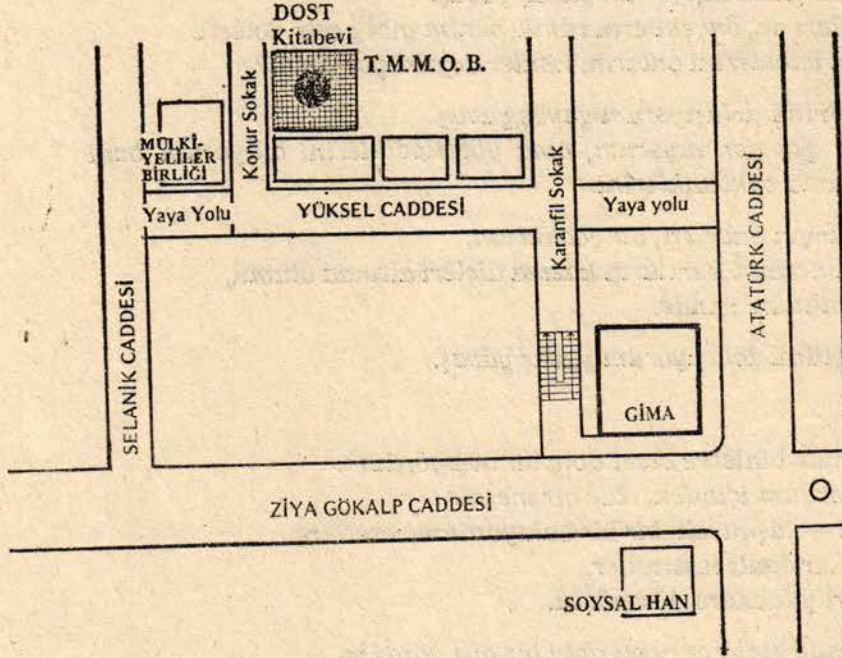 DOST
Kitabevi
T.M.M.O.B.
Konur Sokak
MÜLKİ-
YELİLER
BİRLİĞİ
Yaya Yolu
YÜKSEL CADDESİ
Karanfil Sokak
Yaya yolu
ATATÜRK CADDESİ
SELANİK CADDESİ
GİMA
ZİYA GÖKALP CADDESİ
SOYSAL HAN